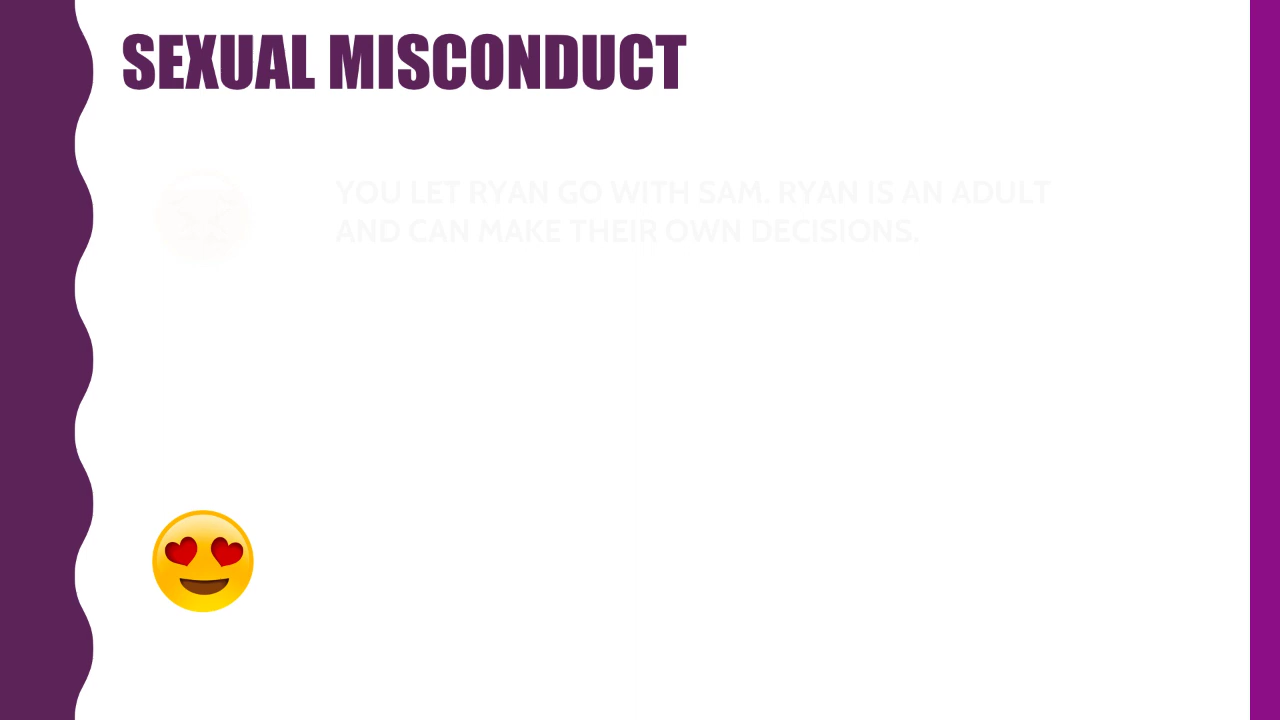 SEXUAL MISCONDUCT
YOU LET RYAN GO WITH SAM. RYAN IS AN ADULT
AND CAN MAKE THEIR OWN DECISIONS.